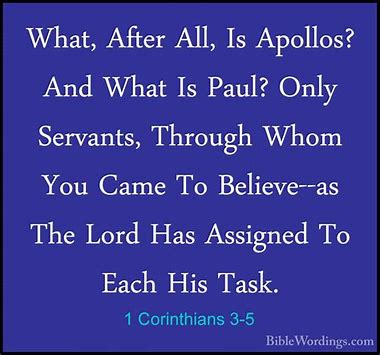 What, After All, Is Apollos?
And What Is Paul? Only
Servants, Through Whom
You Came To Believe--as
The Lord Has Assigned To
Each His Task.
1 Corinthians 3-5
BibleWordings.com